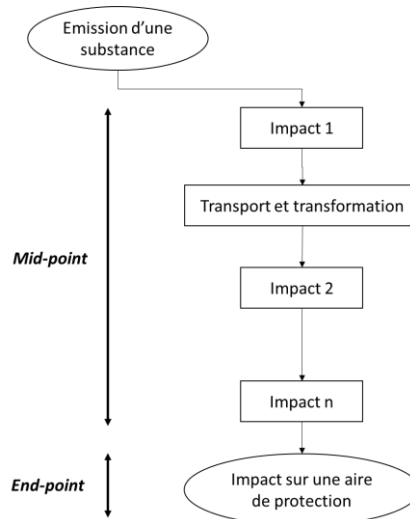 Emission d'une
substance
Impact 1
Transport et transformation
Mid-point
Impact 2
Impact n
End-point
Impact sur une aire
de protection